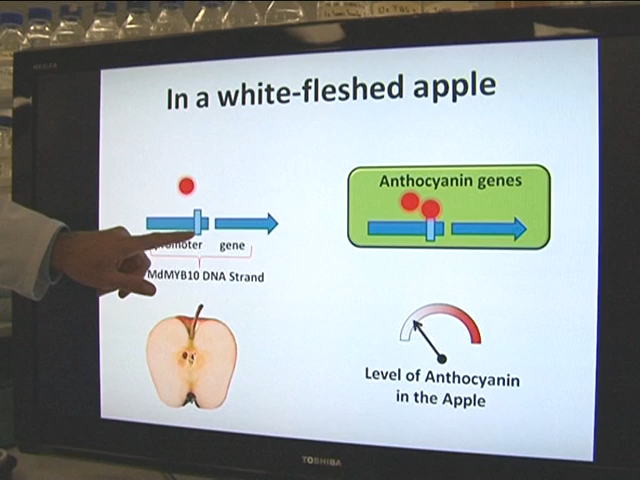 In a white-fleshed apple
Anthocyanin genes
promoter gene
MdMYB10 DNA Strand
Level of Anthocyanin
in the Apple
TOSHIBA